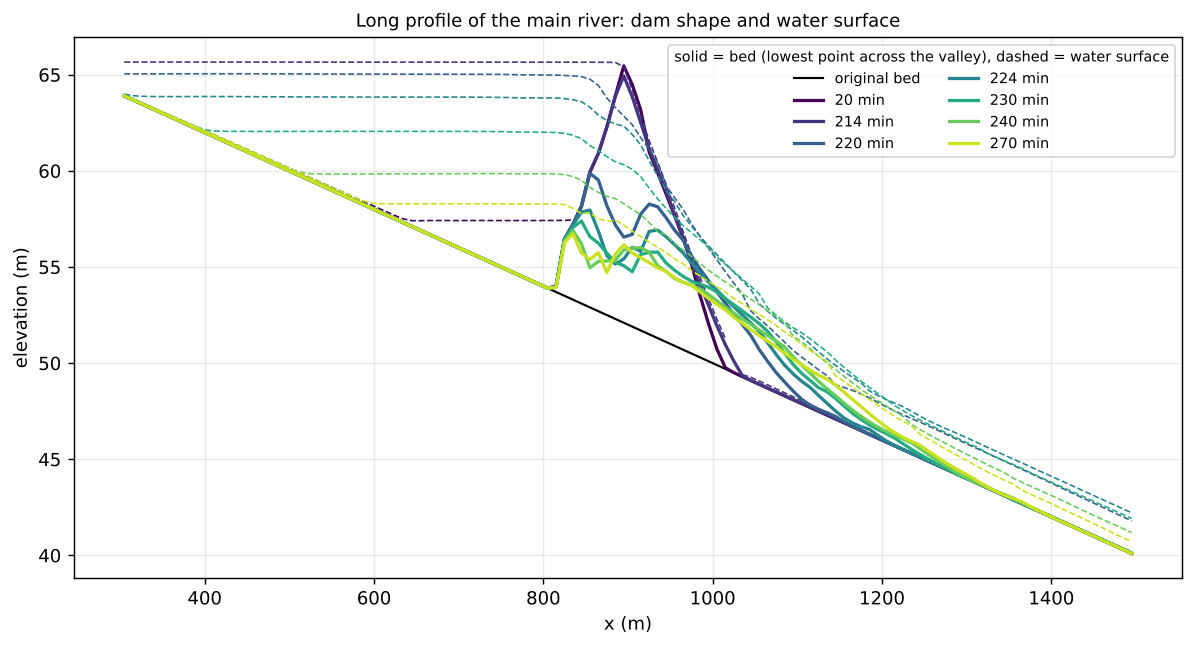 Long profile of the main river: dam shape and water surface
solid = bed (lowest point across the valley), dashed = water surface
original bed
20 min
214 min
220 min
224 min
230 min
240 min
270 min
elevation (m)
65
60
55
50
45
40
400 600 800 1000 1200 1400
x (m)